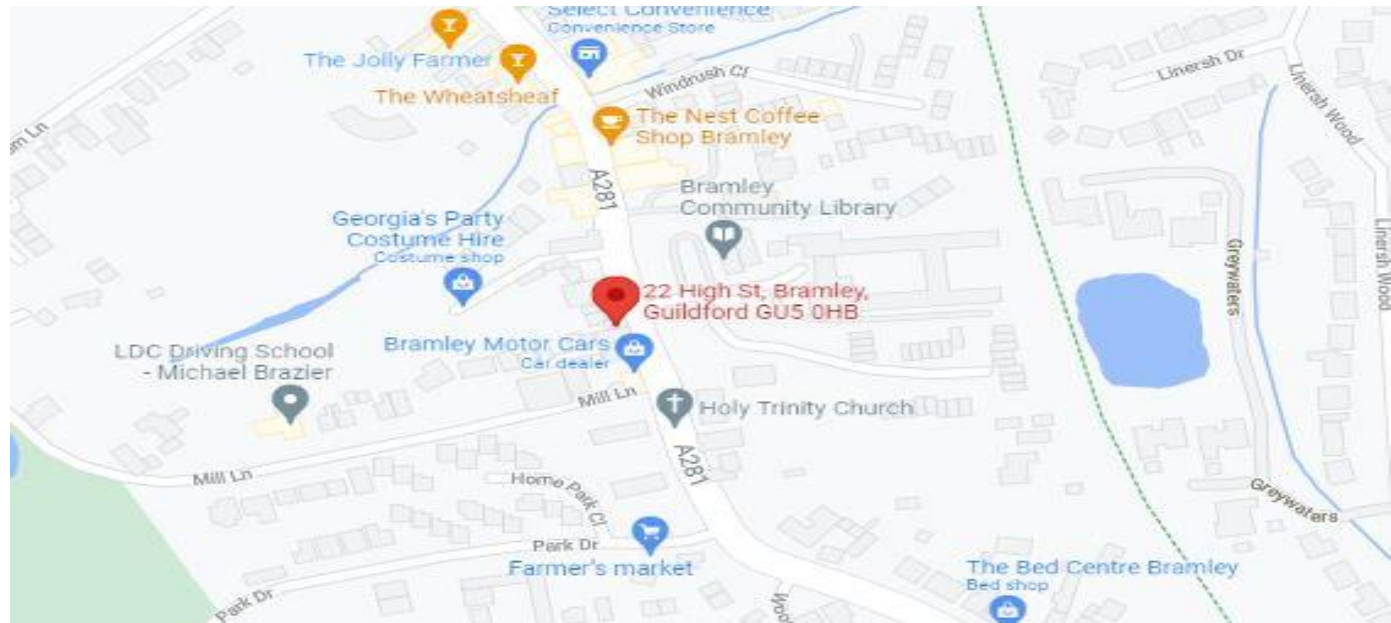 Select Convenience
Convenience Store
The Jolly Farmer
The Wheatsheaf
Windrush Cl
Linersh Dr
Linersh Wood
The Nest Coffee
Shop Bramley
A281
Bramley
Community Library
Georgia's Party
Costume Hire
Costume shop
Greywaters
Linersh Wood
22 High St, Bramley,
Guildford GU5 0HB
Bramley Motor Cars
Car dealer
LDC Driving School
- Michael Brazier
Mill Ln
Holy Trinity Church
A281
Mill Ln
Home Park Cl
Greywaters
Park Dr
Farmer's market
The Bed Centre Bramley
Bed shop
Park Dr